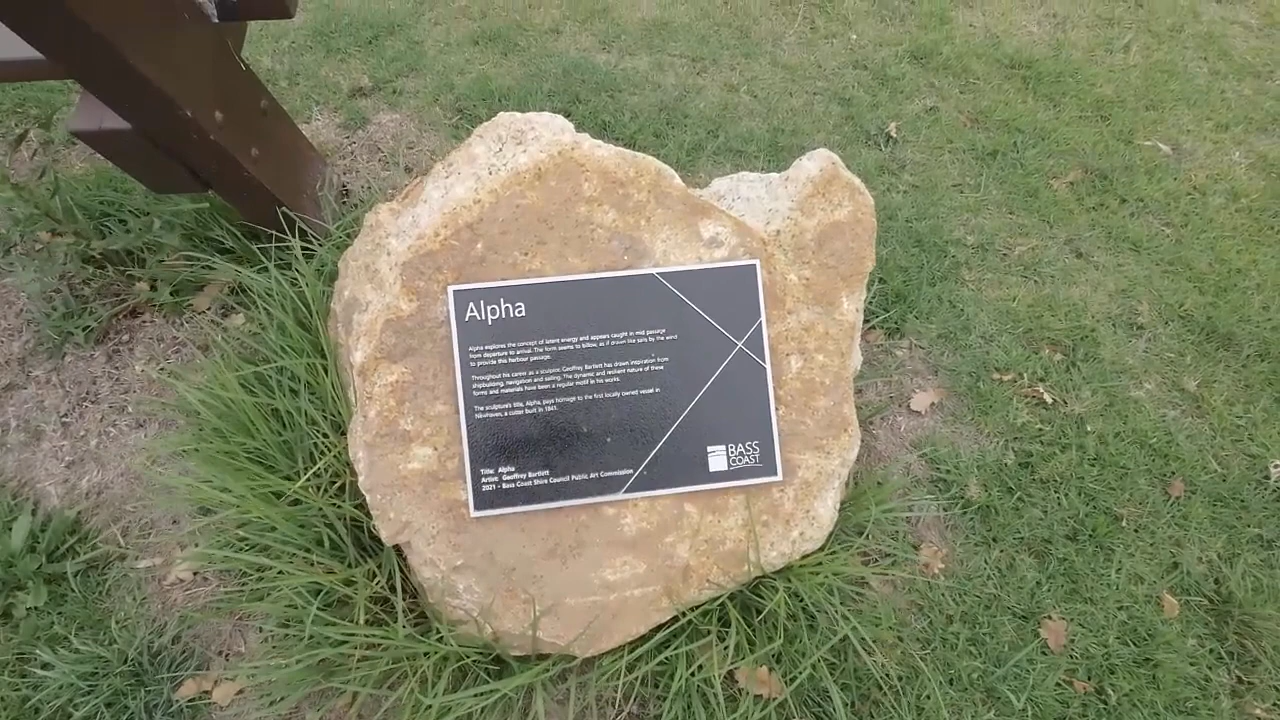 Alpha
Alpha explores the concept of latent energy and appears caught in mid passage
from departure to arrival. The form seems to billow, as if drawn like sails by the wind
to provide this harbour passage.
Throughout his career as a sculptor, Geoffrey Bartlett has drawn inspiration from
shipbuilding, navigation and sailing. The dynamic and resilient nature of these
forms and materials have been a regular motif in his works.
The sculpture's title, Alpha, pays homage to the first locally owned vessel in
Newhaven, a cutter built in 1841.
Title: Alpha
Artist: Geoffrey Bartlett
2021 - Bass Coast Shire Council Public Art Commission
BASS
COAST